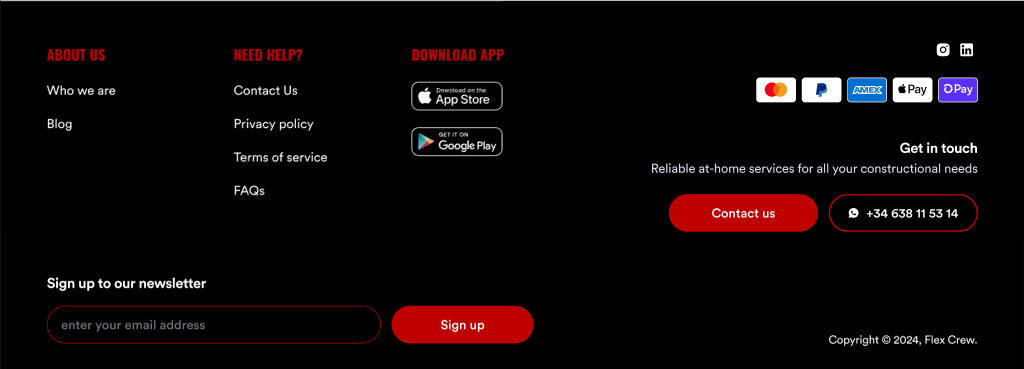 ABOUT US
Who we are
Blog
NEED HELP?
Contact Us
Privacy policy
Terms of service
FAQs
DOWNLOAD APP
Download on the
App Store
GET IT ON
Google Play
AMEX
Pay
Pay
Get in touch
Reliable at-home services for all your constructional needs
Contact us
+34 638 11 53 14
Sign up to our newsletter
enter your email address
Sign up
Copyright © 2024, Flex Crew.